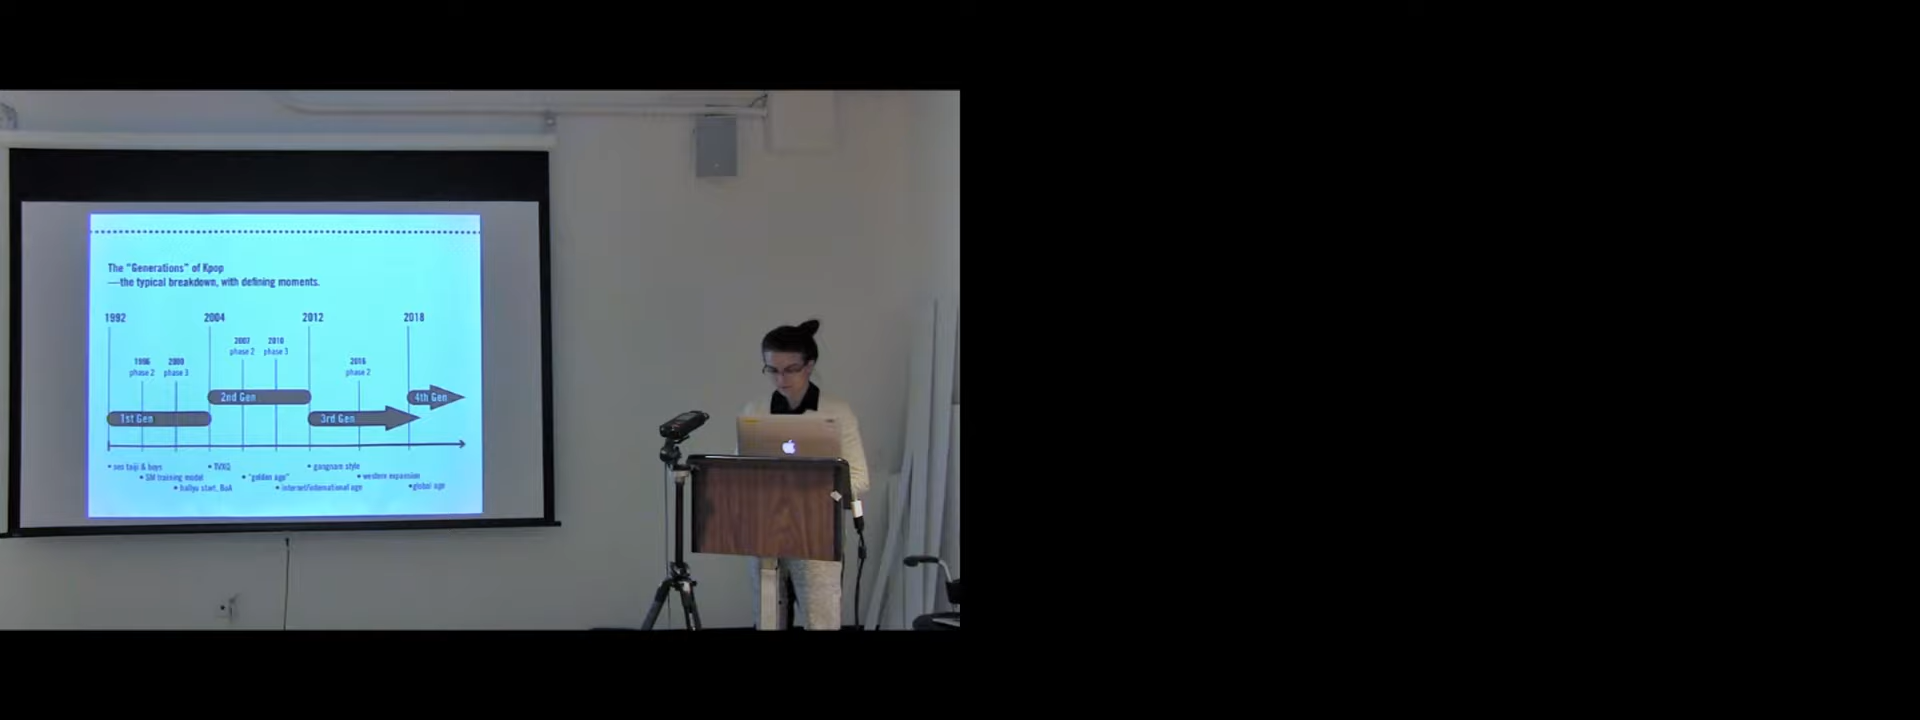 The "Generations" of Kpop
—the typical breakdown, with defining moments.
1992 2004 2012 2018
2007 2010
phase 2 phase 3
1996 2000 2016
phase 2 phase 3 phase 2
2nd Gen 4th Gen
1st Gen 3rd Gen
• seo taiji & boys • TVXQ • gangnam style
• SM training model • "golden age" • western expansion
• hallyu start, BoA • internet/international age • global age